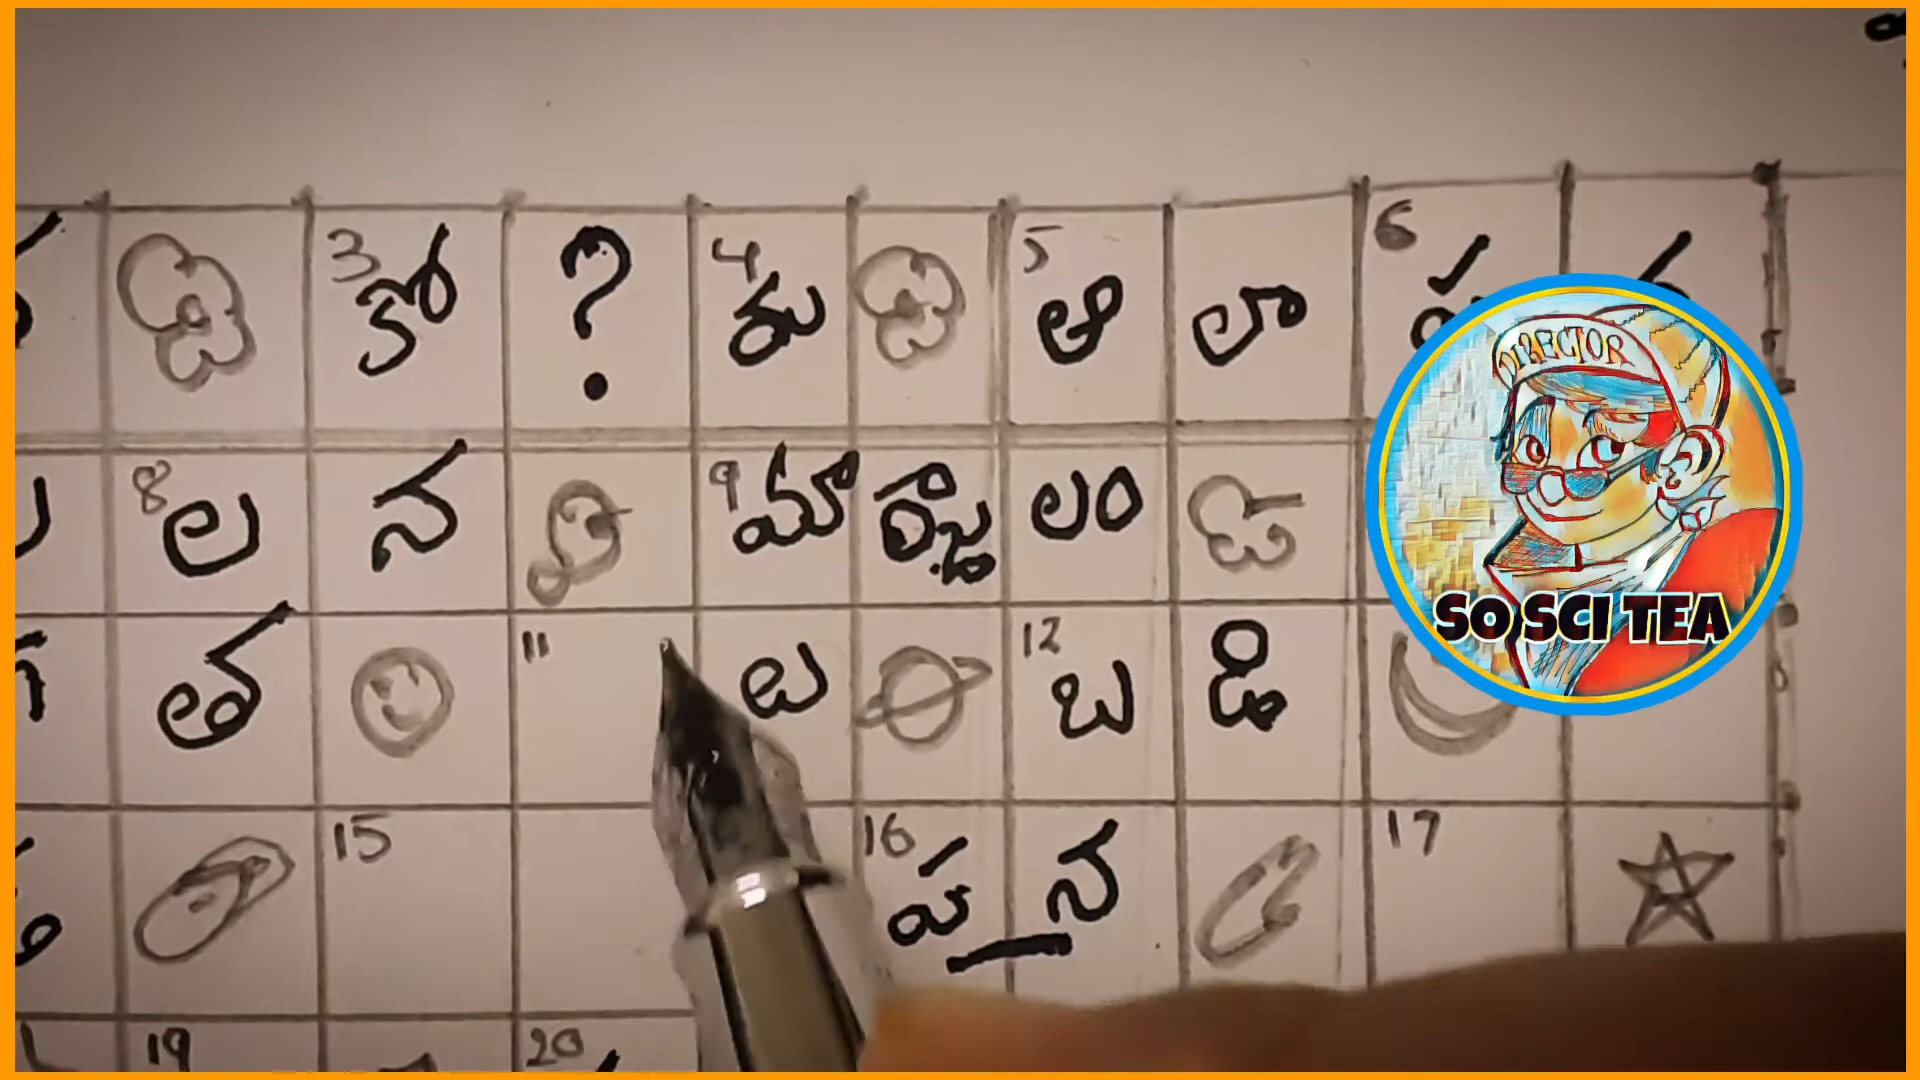 3 కో ? 4 రు 5 ఆ లా 6
8 ల న 9 మా ర్జా లం
త 11 ట 12 బ డి
15 16 ప న 17
19 20
DIRECTOR
SO SCI TEA